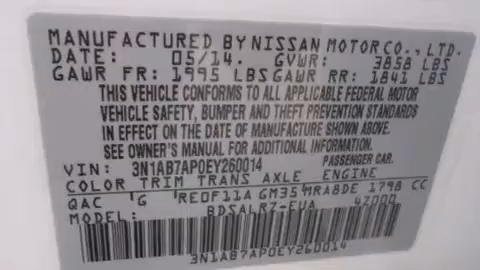 MANUFACTURED BY NISSAN MOTOR CO., LTD.
DATE: 05/14. GVWR: 3858 LBS
GAWR FR: 1995 LBS GAWR RR: 1841 LBS
THIS VEHICLE CONFORMS TO ALL APPLICABLE FEDERAL MOTOR
VEHICLE SAFETY, BUMPER AND THEFT PREVENTION STANDARDS
IN EFFECT ON THE DATE OF MANUFACTURE SHOWN ABOVE.
SEE OWNER'S MANUAL FOR ADDITIONAL INFORMATION.
VIN: 3N1AB7AP0EY260014 PASSENGER CAR.
COLOR TRIM TRANS AXLE ENGINE
QAC G RE0F11A GM35 MRA8DE 1798 CC
MODEL: BDSALRZ-EUA 4Z000
3N1AB7AP0EY260014